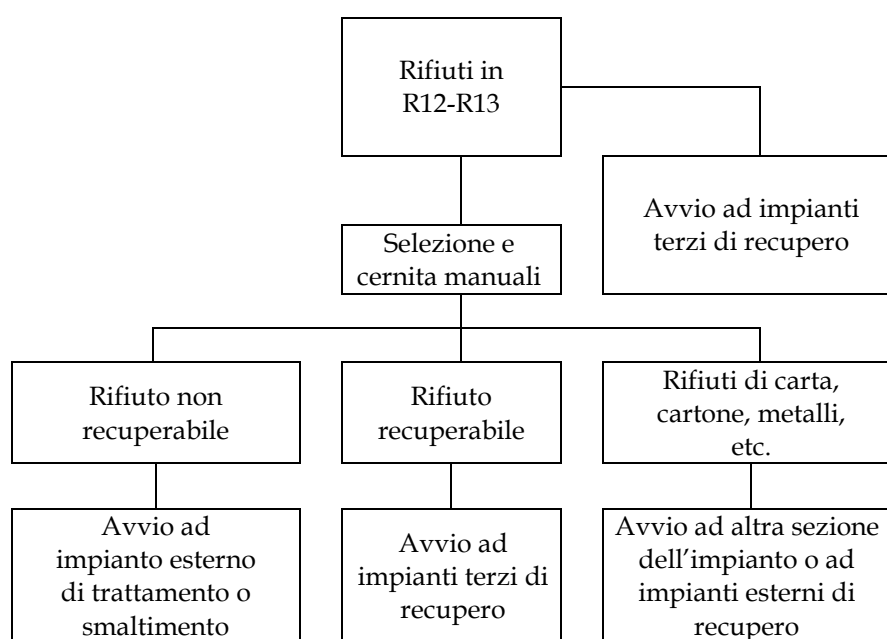 Rifiuti in
R12-R13
Avvio ad impianti
terzi di recupero
Selezione e
cernita manuali
Rifiuto non
recuperabile
Rifiuto
recuperabile
Rifiuti di carta,
cartone, metalli,
etc.
Avvio ad
impianto esterno
di trattamento o
smaltimento
Avvio ad
impianti terzi di
recupero
Avvio ad altra sezione
dell’impianto o ad
impianti esterni di
recupero